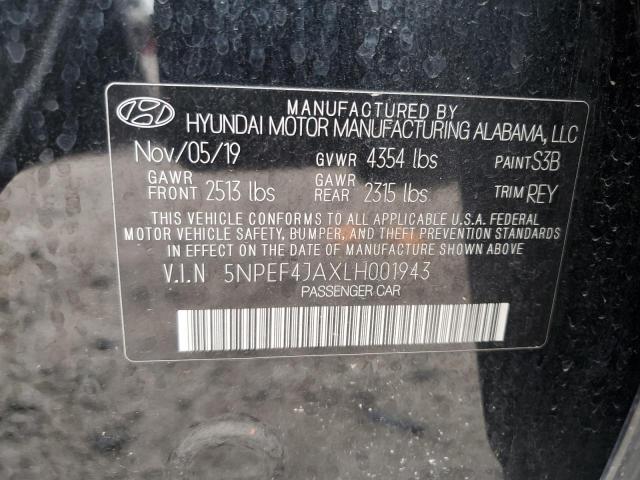 MANUFACTURED BY
HYUNDAI MOTOR MANUFACTURING ALABAMA, LLC
Nov/05/19 GVWR 4354 lbs PAINT S3B
GAWR FRONT 2513 lbs GAWR REAR 2315 lbs TRIM REY
THIS VEHICLE CONFORMS TO ALL APPLICABLE U.S.A. FEDERAL
MOTOR VEHICLE SAFETY, BUMPER, AND THEFT PREVENTION STANDARDS
IN EFFECT ON THE DATE OF MANUFACTURE SHOWN ABOVE.
V.I.N 5NPEF4JAXLH001943
PASSENGER CAR